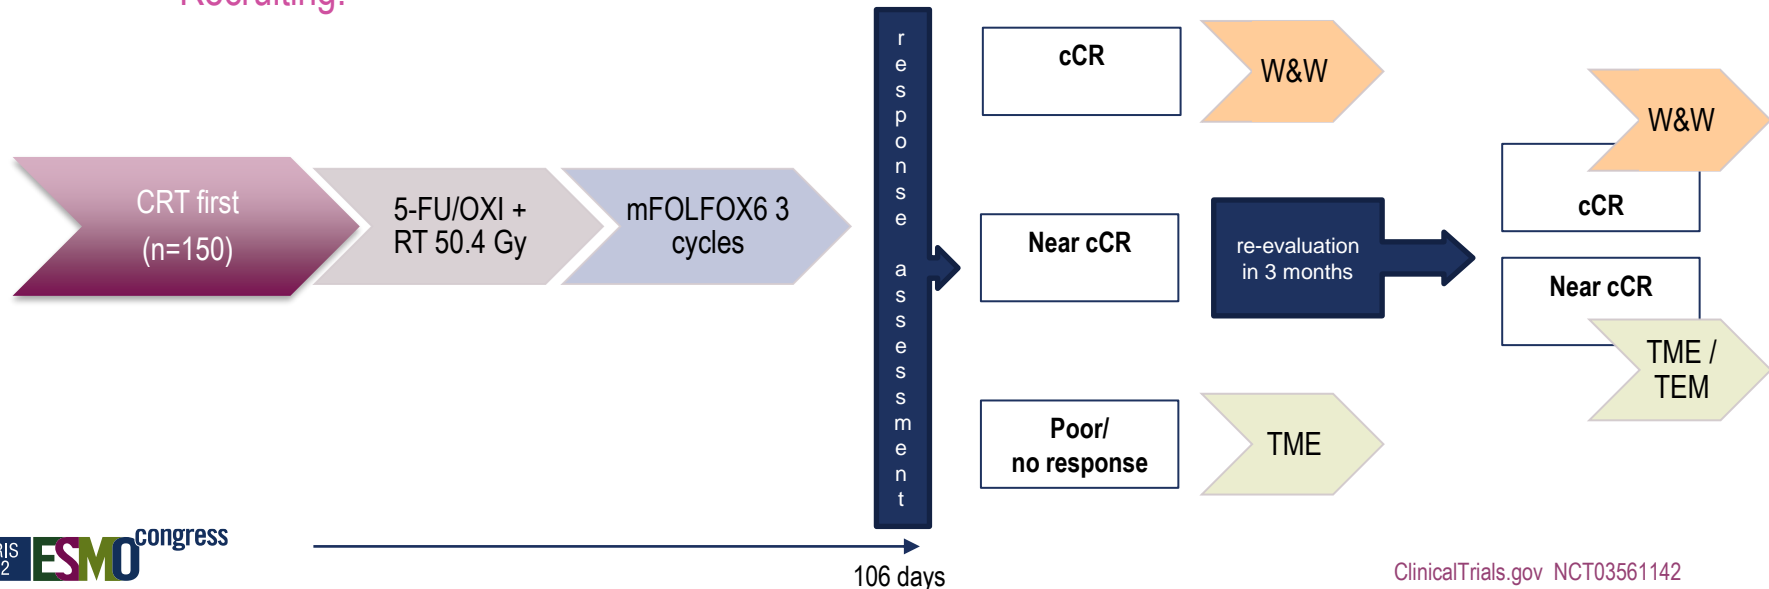 CRT first
(n=150)
5-FU/OXI +
RT 50.4 Gy
mFOLFOX6 3
cycles
response assessment
cCR
W&W
Near cCR
re-evaluation
in 3 months
Poor/
no response
TME
W&W
cCR
Near cCR
TME /
TEM
ESMO congress
106 days
ClinicalTrials.gov NCT03561142